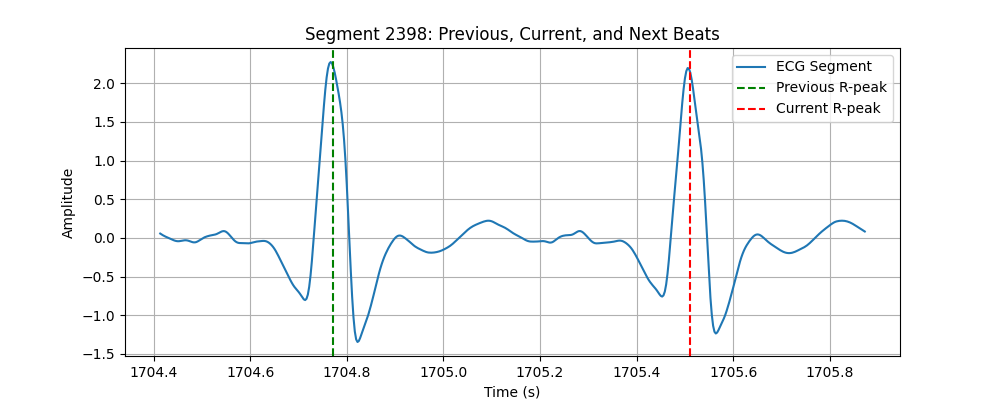 Segment 2398: Previous, Current, and Next Beats
ECG Segment
Previous R-peak
Current R-peak
Amplitude
2.0
1.5
1.0
0.5
0.0
−0.5
−1.0
−1.5
1704.4 1704.6 1704.8 1705.0 1705.2 1705.4 1705.6 1705.8
Time (s)